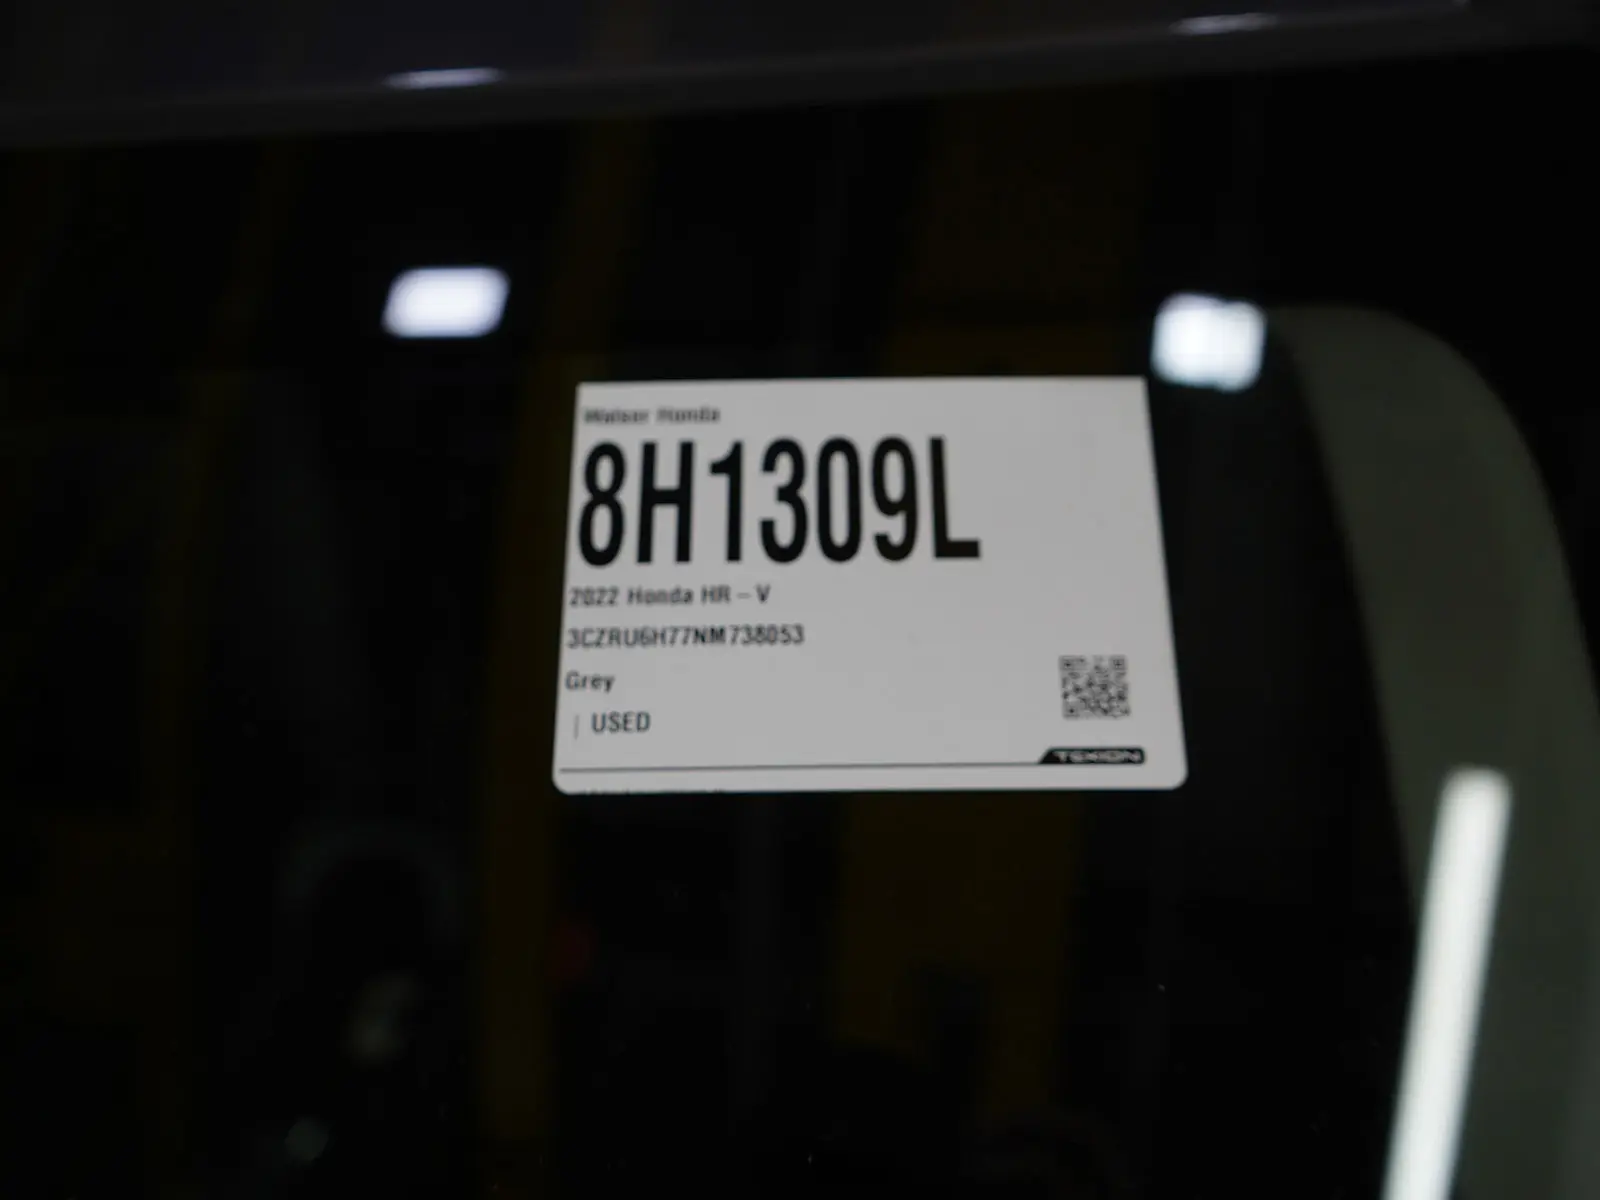 Walser Honda
8H1309L
2022 Honda HR - V
3CZRU6H77NM738053
Grey
| USED
TEKION